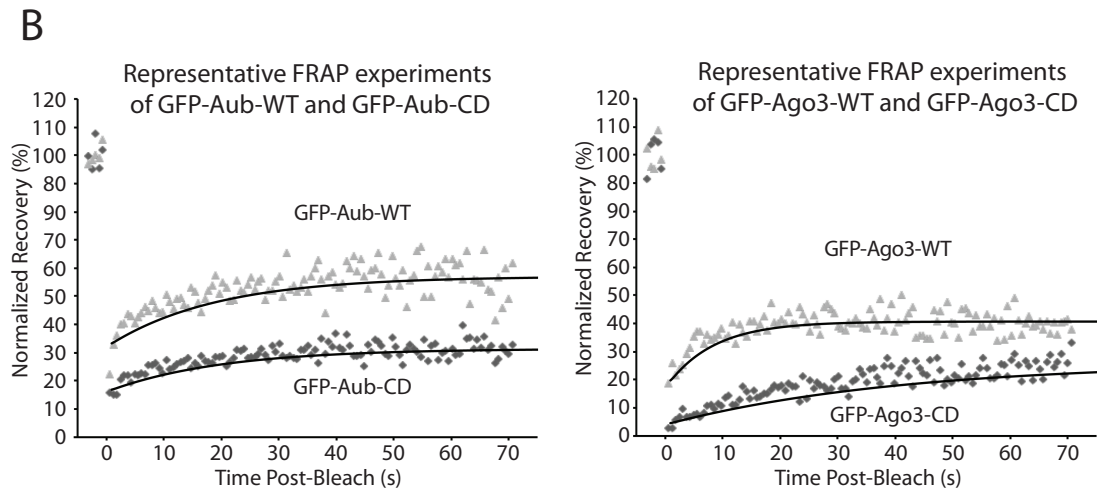 B
Representative FRAP experiments
of GFP-Aub-WT and GFP-Aub-CD
Normalized Recovery (%)
120
110
100
80
90
70
60
50
40
30
20
10
0
GFP-Aub-WT
GFP-Aub-CD
0 10 20 30 40 50 60 70
Time Post-Bleach (s)
Representative FRAP experiments
of GFP-Ago3-WT and GFP-Ago3-CD
Normalized Recovery (%)
120
110
100
80
90
70
60
50
40
30
20
10
0
GFP-Ago3-WT
GFP-Ago3-CD
0 10 20 30 40 50 60 70
Time Post-Bleach (s)